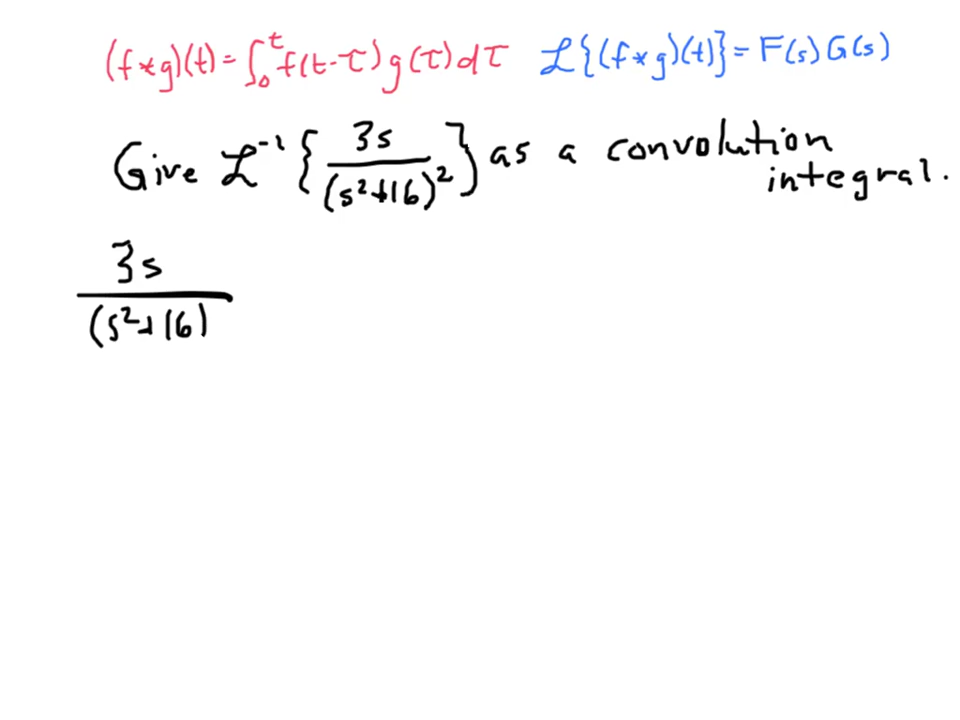 (f*g)(t) = ∫₀ᵗ f(t-τ) g(τ) dτ   ℒ{(f*g)(t)} = F(s) G(s)
Give ℒ⁻¹ { 3s / (s²+16)² } as a convolution
integral.
3s
(s²+16)